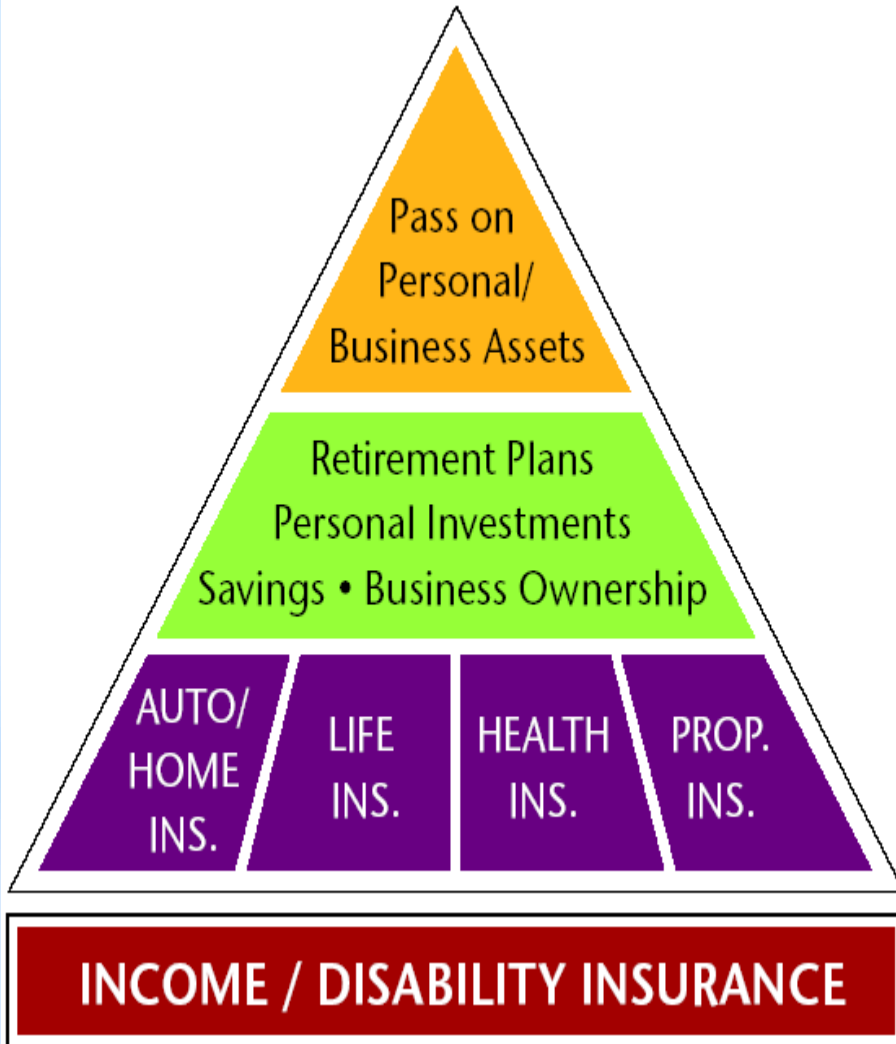 Pass on
Personal/
Business Assets
Retirement Plans
Personal Investments
Savings • Business Ownership
AUTO/
HOME
INS.
LIFE
INS.
HEALTH
INS.
PROP.
INS.
INCOME / DISABILITY INSURANCE